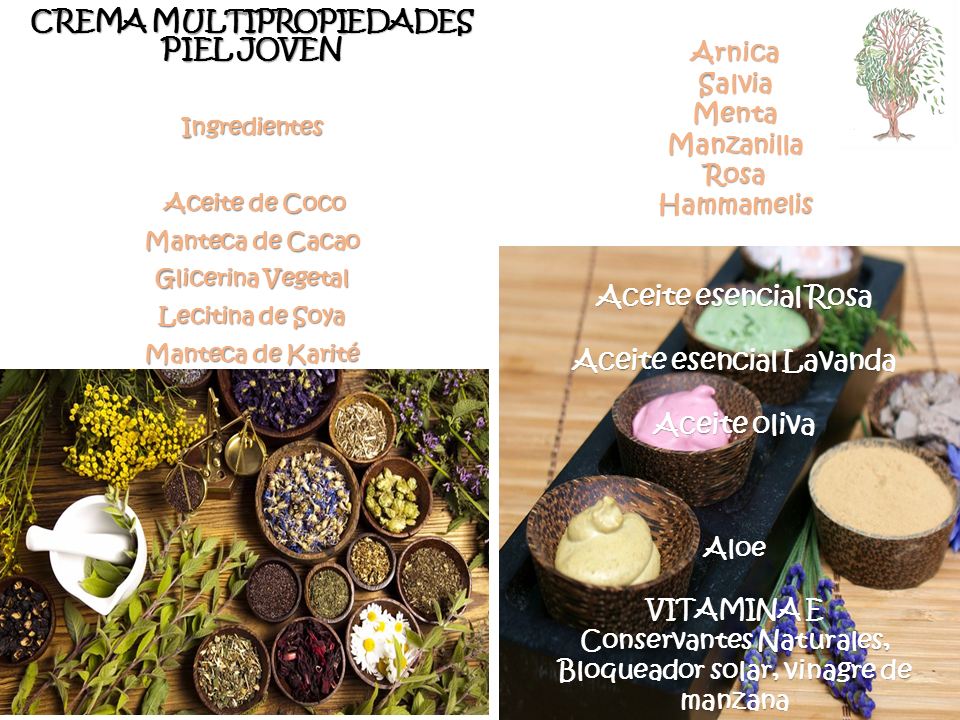 CREMA MULTIPROPIEDADES
PIEL JOVEN
Ingredientes
Aceite de Coco
Manteca de Cacao
Glicerina Vegetal
Lecitina de Soya
Manteca de Karité
Arnica
Salvia
Menta
Manzanilla
Rosa
Hammamelis
Aceite esencial Rosa
Aceite esencial Lavanda
Aceite oliva
Aloe
VITAMINA E
Conservantes Naturales,
Bloqueador solar, vinagre de
manzana